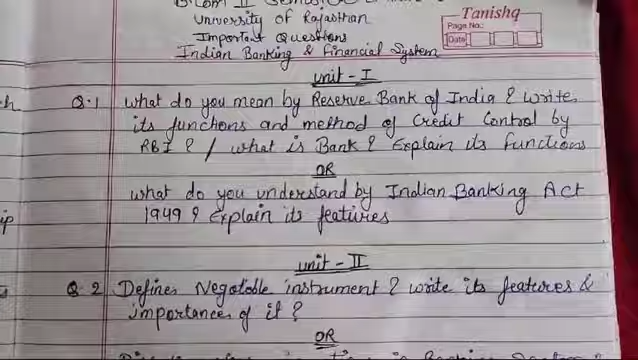 B.Com II
University of Rajasthan
Important Questions
Indian Banking & Financial System
Tanishq
Page No.:
Date
Unit - I
Q.1 What do you mean by Reserve Bank of India ? Write
its functions and method of Credit Control by
RBI ? / What is Bank ? Explain its functions
OR
What do you understand by Indian Banking Act
1949 ? Explain its features
ip
Unit - II
Q.2 Define Negotable instrument ? write its features &
importance of it ?
OR